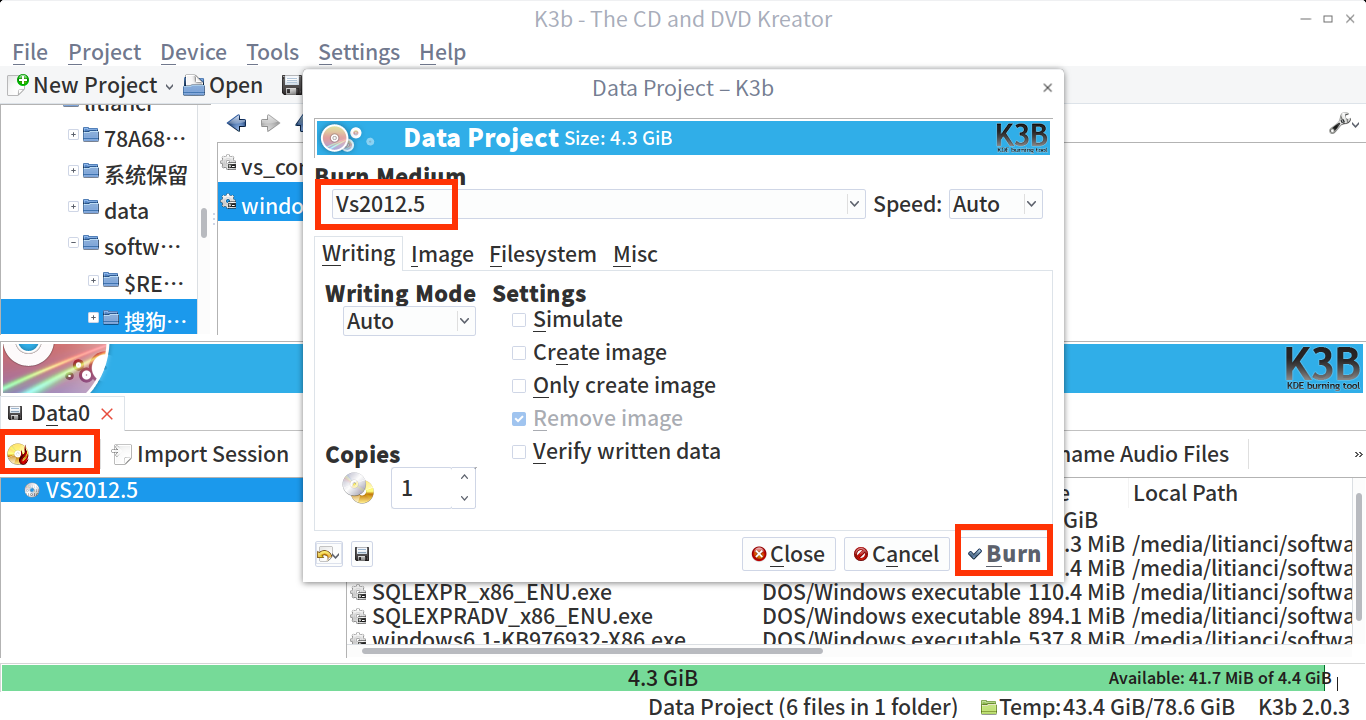 K3b - The CD and DVD Kreator
File Project Device Tools Settings Help
New Project Open
Data Project – K3b
litianci
78A68…
系统保留
data
softw…
$RE…
搜狗…
vs_con
windo
Data Project Size: 4.3 GiB
K3B
KDE burning tool
Burn Medium
Vs2012.5
Speed: Auto
Writing Image Filesystem Misc
Writing Mode
Auto
Settings
Simulate
Create image
Only create image
Remove image
Verify written data
Copies
1
Close Cancel Burn
K3B
KDE burning tool
Data0
Burn Import Session
name Audio Files »
VS2012.5
Local Path
GiB
.3 MiB /media/litianci/softwa
.4 MiB /media/litianci/softwa
SQLEXPR_x86_ENU.exe DOS/Windows executable 110.4 MiB /media/litianci/softwa
SQLEXPRADV_x86_ENU.exe DOS/Windows executable 894.1 MiB /media/litianci/softwa
windows6.1-KB976932-X86.exe DOS/Windows executable 537.8 MiB /media/litianci/softwa
4.3 GiB
Available: 41.7 MiB of 4.4 GiB
Data Project (6 files in 1 folder) Temp: 43.4 GiB/78.6 GiB K3b 2.0.3